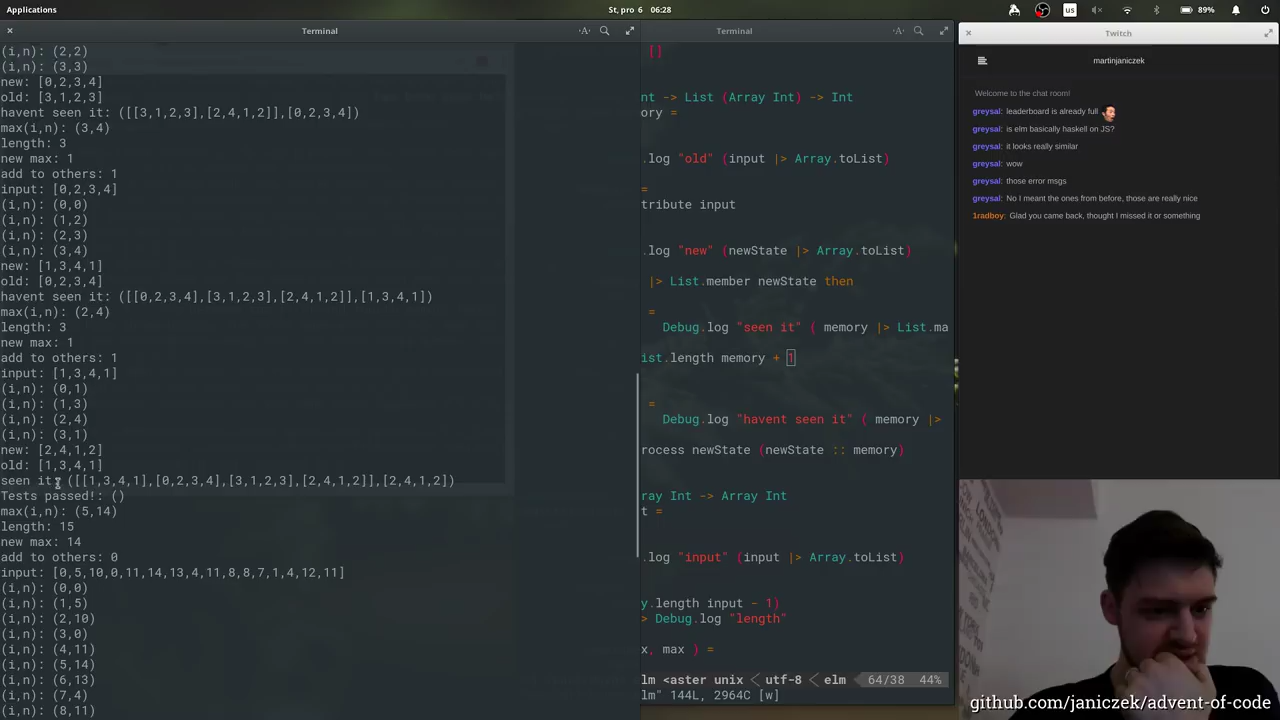 Applications
St, pro 6 06:28
us
89%
Terminal
(i,n): (2,2)
(i,n): (3,3)
new: [0,2,3,4]
old: [3,1,2,3]
havent seen it: ([[3,1,2,3],[2,4,1,2]],[0,2,3,4])
max(i,n): (3,4)
length: 3
new max: 1
add to others: 1
input: [0,2,3,4]
(i,n): (0,0)
(i,n): (1,2)
(i,n): (2,3)
(i,n): (3,4)
new: [1,3,4,1]
old: [0,2,3,4]
havent seen it: ([[0,2,3,4],[3,1,2,3],[2,4,1,2]],[1,3,4,1])
max(i,n): (2,4)
length: 3
new max: 1
add to others: 1
input: [1,3,4,1]
(i,n): (0,1)
(i,n): (1,3)
(i,n): (2,4)
(i,n): (3,1)
new: [2,4,1,2]
old: [1,3,4,1]
seen it: ([[1,3,4,1],[0,2,3,4],[3,1,2,3],[2,4,1,2]],[2,4,1,2])
Tests passed!: ()
max(i,n): (5,14)
length: 15
new max: 14
add to others: 0
input: [0,5,10,0,11,14,13,4,11,8,8,7,1,4,12,11]
(i,n): (0,0)
(i,n): (1,5)
(i,n): (2,10)
(i,n): (3,0)
(i,n): (4,11)
(i,n): (5,14)
(i,n): (6,13)
(i,n): (7,4)
(i,n): (8,11)
Terminal
[]
nt -> List (Array Int) -> Int
ory =
.log "old" (input |> Array.toList)
=
tribute input
.log "new" (newState |> Array.toList)
|> List.member newState then
=
Debug.log "seen it" ( memory |> List.ma
ist.length memory + 1
=
Debug.log "havent seen it" ( memory |>
rocess newState (newState :: memory)
ray Int -> Array Int
t =
.log "input" (input |> Array.toList)
y.length input - 1)
> Debug.log "length"
x, max ) =
lm <aster unix < utf-8 < elm 64/38 44%
lm" 144L, 2964C [w]
Twitch
martinjaniczek
Welcome to the chat room!
greysal: leaderboard is already full
greysal: is elm basically haskell on JS?
greysal: it looks really similar
greysal: wow
greysal: those error msgs
greysal: No I meant the ones from before, those are really nice
1radboy: Glad you came back, thought I missed it or something
github.com/janiczek/advent-of-code